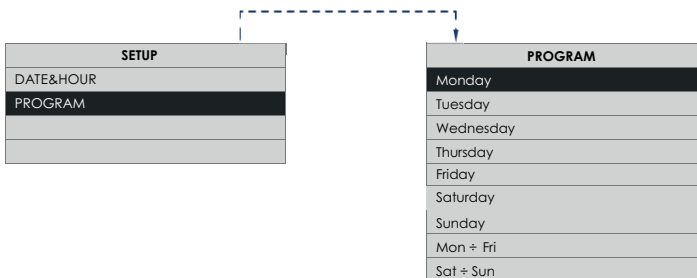 SETUP
DATE&HOUR
PROGRAM
PROGRAM
Monday
Tuesday
Wednesday
Thursday
Friday
Saturday
Sunday
Mon ÷ Fri
Sat ÷ Sun